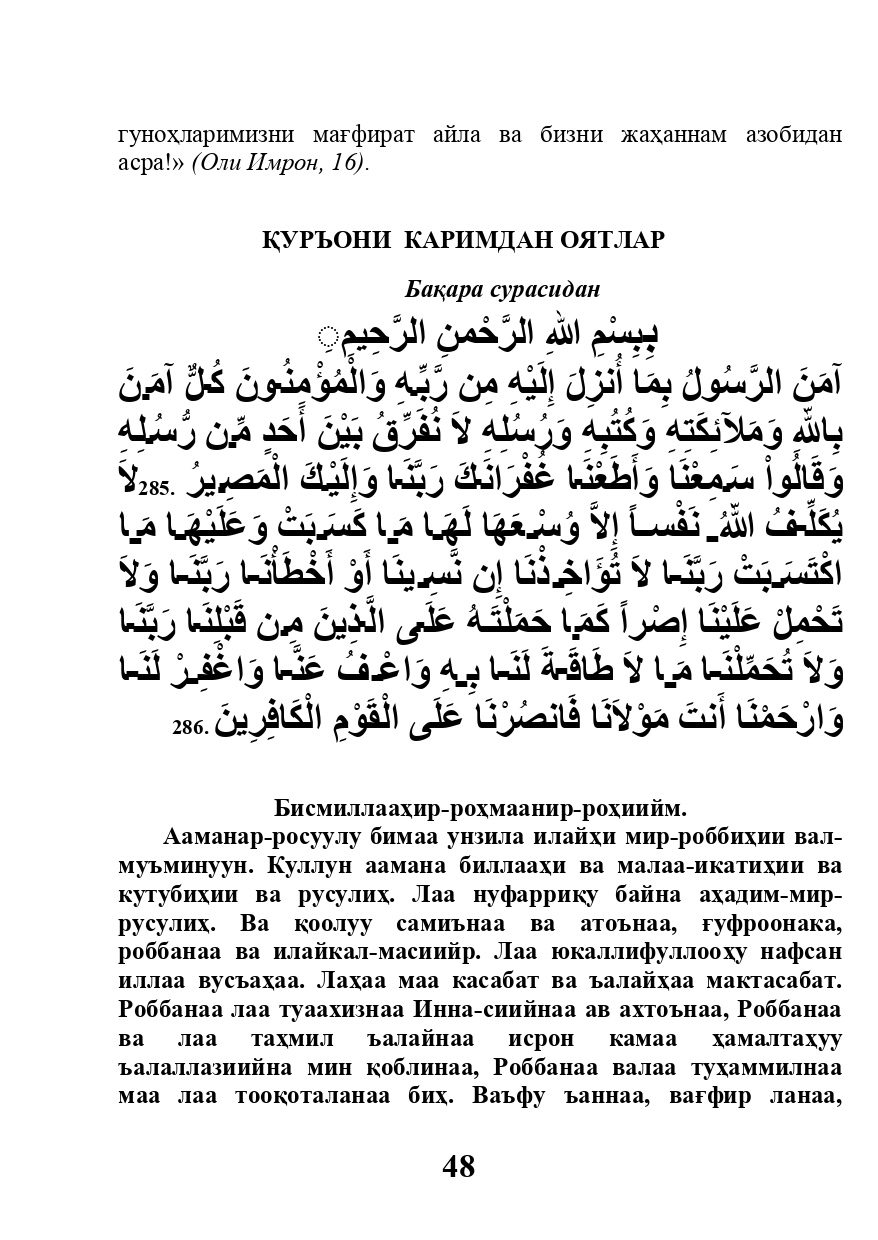 гуноҳларимизни мағфират айла ва бизни жаҳаннам азобидан
асра!» (Оли Имрон, 16).
ҚУРЪОНИ КАРИМДАН ОЯТЛАР
Бақара сурасидан
بِبِسْمِ اللهِ الرَّحْمنِ الرَّحِيمِ
آمَنَ الرَّسُولُ بِمَا أُنزِلَ إِلَيْهِ مِن رَّبِّهِ وَالْمُؤْمِنُونَ كُلٌّ آمَنَ
بِاللّهِ وَمَلآئِكَتِهِ وَكُتُبِهِ وَرُسُلِهِ لاَ نُفَرِّقُ بَيْنَ أَحَدٍ مِّن رُّسُلِهِ
وَقَالُواْ سَمِعْنَا وَأَطَعْنَا غُفْرَانَكَ رَبَّنَا وَإِلَيْكَ الْمَصِيرُ .285 لاَ
يُكَلِّفُ اللّهُ نَفْساً إِلاَّ وُسْعَهَا لَهَا مَا كَسَبَتْ وَعَلَيْهَا مَا
اكْتَسَبَتْ رَبَّنَا لاَ تُؤَاخِذْنَا إِن نَّسِينَا أَوْ أَخْطَأْنَا رَبَّنَا وَلاَ
تَحْمِلْ عَلَيْنَا إِصْراً كَمَا حَمَلْتَهُ عَلَى الَّذِينَ مِن قَبْلِنَا رَبَّنَا
وَلاَ تُحَمِّلْنَا مَا لاَ طَاقَةَ لَنَا بِهِ وَاعْفُ عَنَّا وَاغْفِرْ لَنَا
وَارْحَمْنَا أَنتَ مَوْلاَنَا فَانصُرْنَا عَلَى الْقَوْمِ الْكَافِرِينَ .286
Бисмиллааҳир-роҳмаанир-роҳиийм.
Ааманар-росуулу бимаа унзила илайҳи мир-роббиҳии вал-
муъминуун. Куллун аамана биллааҳи ва малаа-икатиҳии ва
кутубиҳии ва русулиҳ. Лаа нуфарриқу байна аҳадим-мир-
русулиҳ. Ва қоолуу самиънаа ва атоънаа, ғуфроонака,
роббанаа ва илайкал-масиийр. Лаа юкаллифуллооҳу нафсан
иллаа вусъаҳаа. Лаҳаа маа касабат ва ъалайҳаа мактасабат.
Роббанаа лаа туаахизнаа Инна-сиийнаа ав ахтоънаа, Роббанаа
ва лаа таҳмил ъалайнаа исрон камаа ҳамалтаҳуу
ъалаллазиийна мин қоблинаа, Роббанаа валаа туҳаммилнаа
маа лаа тооқоталанаа биҳ. Ваъфу ъаннаа, вағфир ланаа,
48